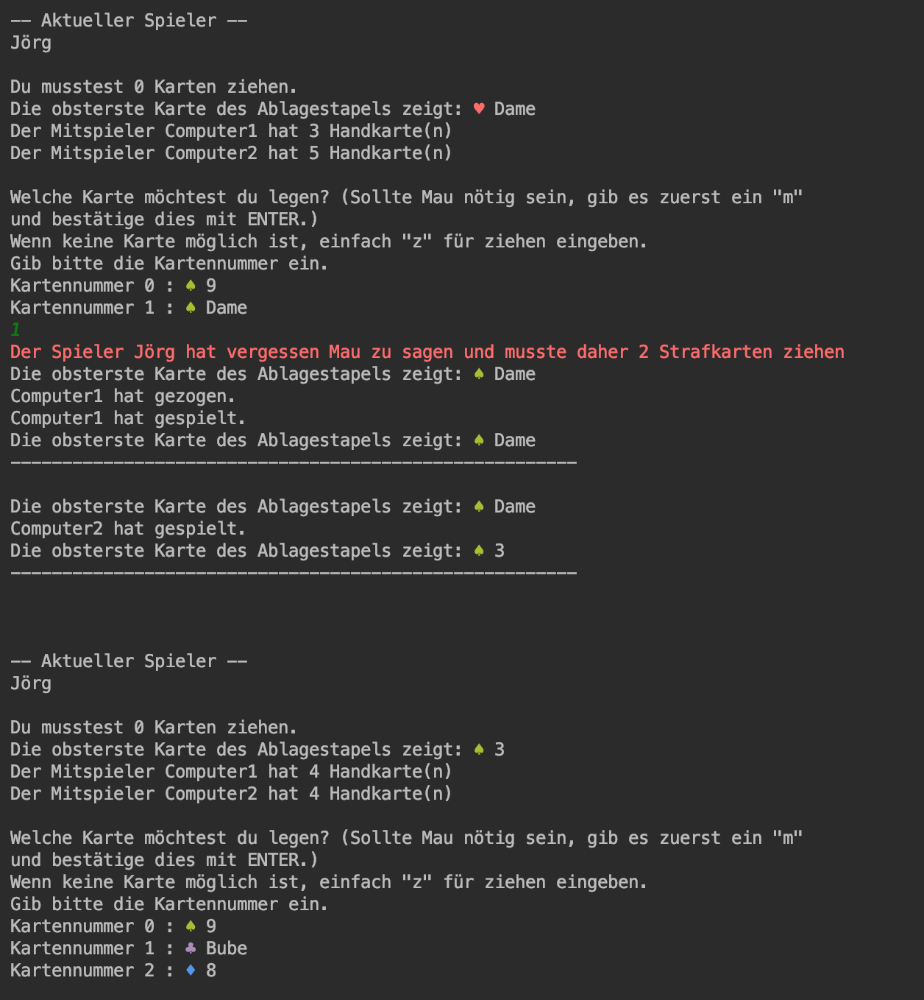 -- Aktueller Spieler --
Jörg
Du musstest 0 Karten ziehen.
Die obsterste Karte des Ablagestapels zeigt: ♥ Dame
Der Mitspieler Computer1 hat 3 Handkarte(n)
Der Mitspieler Computer2 hat 5 Handkarte(n)
Welche Karte möchtest du legen? (Sollte Mau nötig sein, gib es zuerst ein "m"
und bestätige dies mit ENTER.)
Wenn keine Karte möglich ist, einfach "z" für ziehen eingeben.
Gib bitte die Kartennummer ein.
Kartennummer 0 : ♠ 9
Kartennummer 1 : ♠ Dame
1
Der Spieler Jörg hat vergessen Mau zu sagen und musste daher 2 Strafkarten ziehen
Die obsterste Karte des Ablagestapels zeigt: ♠ Dame
Computer1 hat gezogen.
Computer1 hat gespielt.
Die obsterste Karte des Ablagestapels zeigt: ♠ Dame
-------------------------------------------------------
Die obsterste Karte des Ablagestapels zeigt: ♠ Dame
Computer2 hat gespielt.
Die obsterste Karte des Ablagestapels zeigt: ♠ 3
-------------------------------------------------------
-- Aktueller Spieler --
Jörg
Du musstest 0 Karten ziehen.
Die obsterste Karte des Ablagestapels zeigt: ♠ 3
Der Mitspieler Computer1 hat 4 Handkarte(n)
Der Mitspieler Computer2 hat 4 Handkarte(n)
Welche Karte möchtest du legen? (Sollte Mau nötig sein, gib es zuerst ein "m"
und bestätige dies mit ENTER.)
Wenn keine Karte möglich ist, einfach "z" für ziehen eingeben.
Gib bitte die Kartennummer ein.
Kartennummer 0 : ♠ 9
Kartennummer 1 : ♣ Bube
Kartennummer 2 : ♦ 8